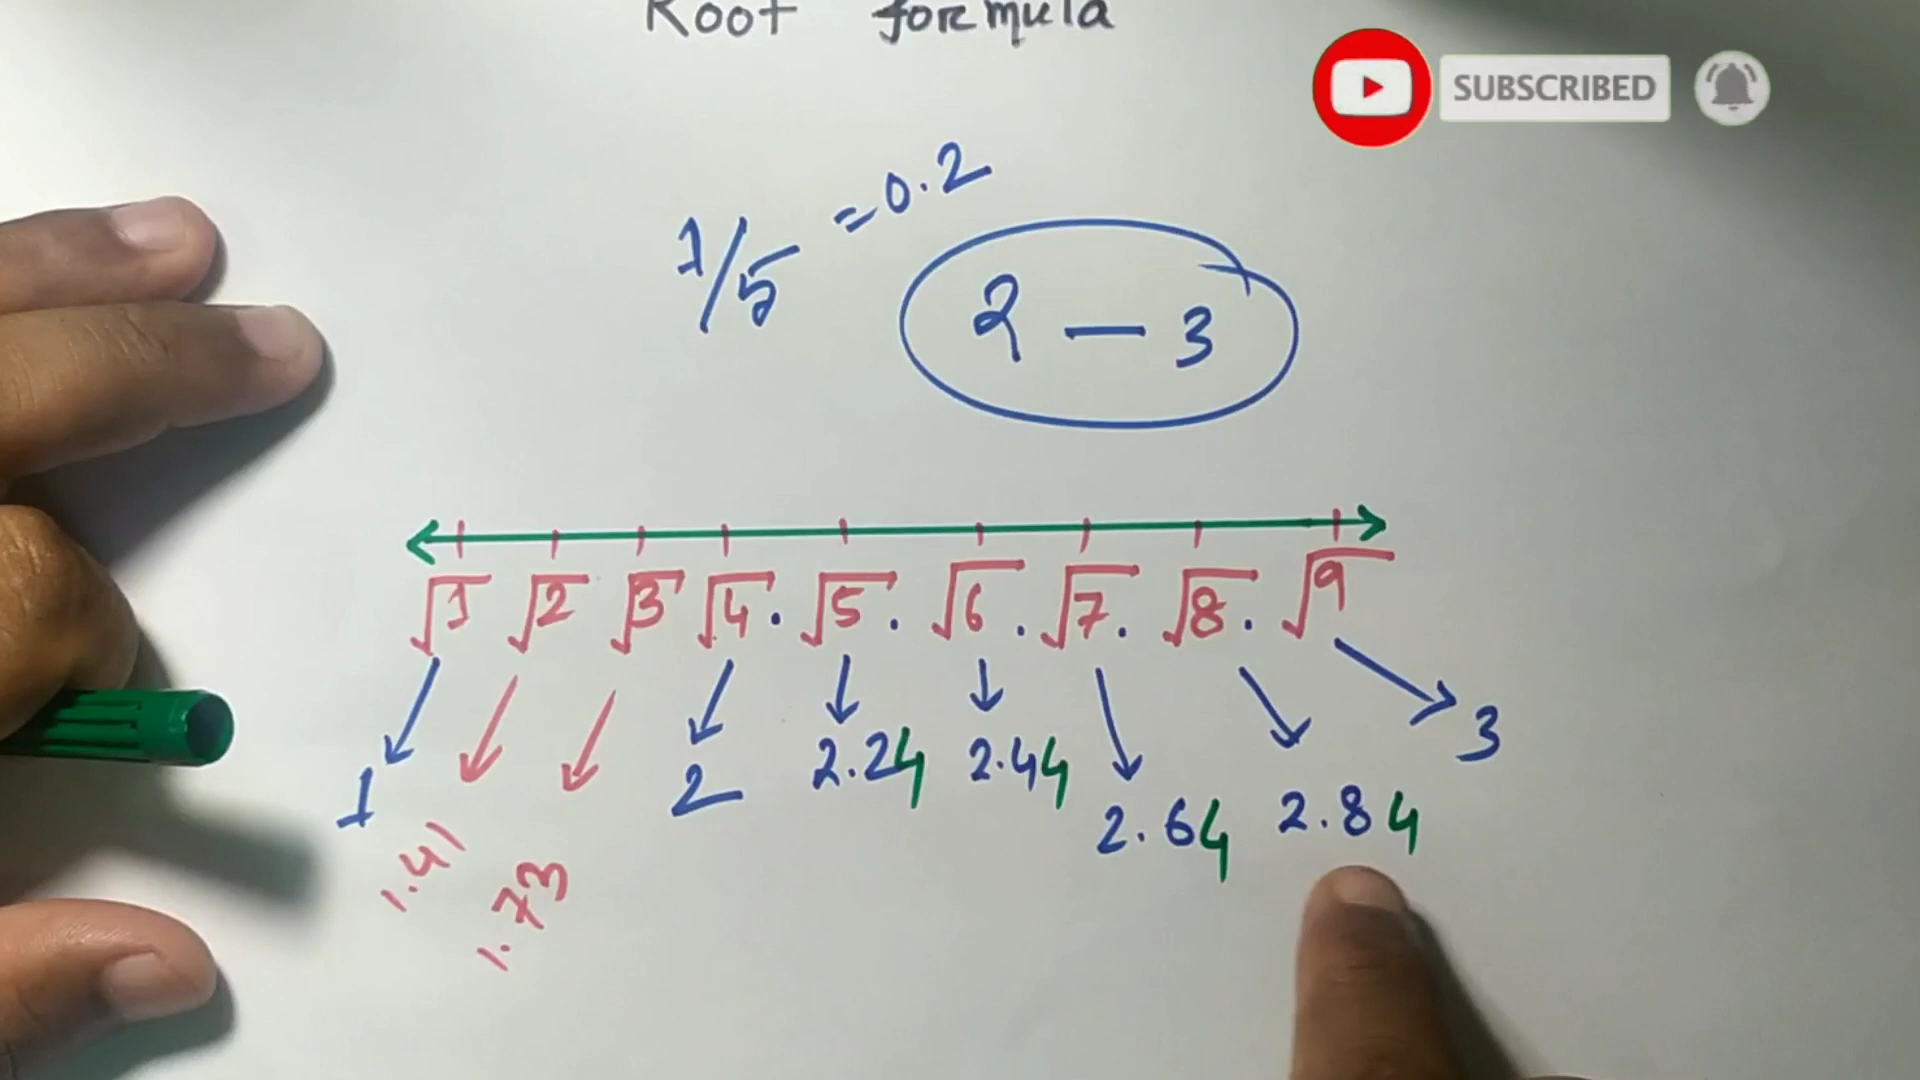 Root formula
SUBSCRIBED
1/5 = 0.2
2 — 3
√1 √2 √3 √4 . √5 . √6 . √7 . √8 . √9
1 1.41 1.73 2 2.24 2.44 2.64 2.84 3